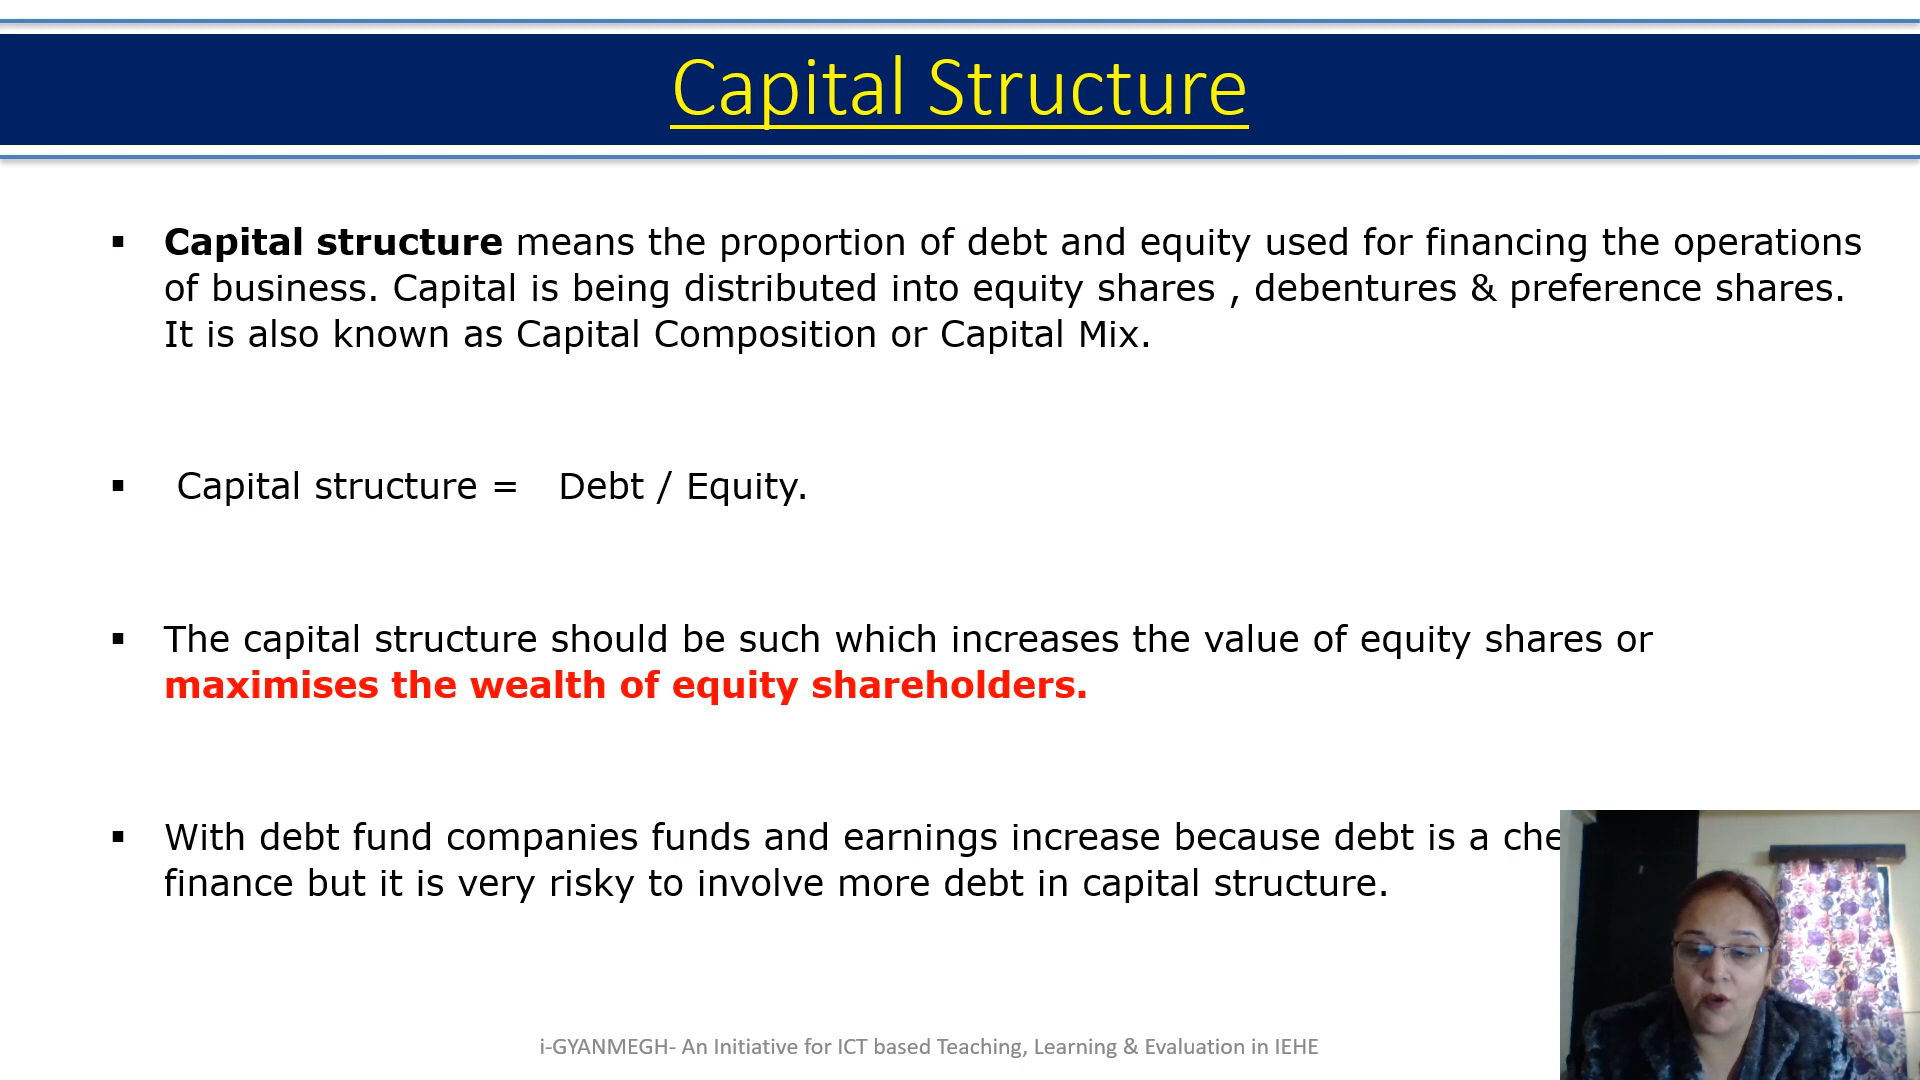 Capital Structure
▪ Capital structure means the proportion of debt and equity used for financing the operations
of business. Capital is being distributed into equity shares , debentures & preference shares.
It is also known as Capital Composition or Capital Mix.
▪ Capital structure = Debt / Equity.
▪ The capital structure should be such which increases the value of equity shares or
maximises the wealth of equity shareholders.
▪ With debt fund companies funds and earnings increase because debt is a
finance but it is very risky to involve more debt in capital structure.
i-GYANMEGH- An Initiative for ICT based Teaching, Learning & Evaluation in IEHE